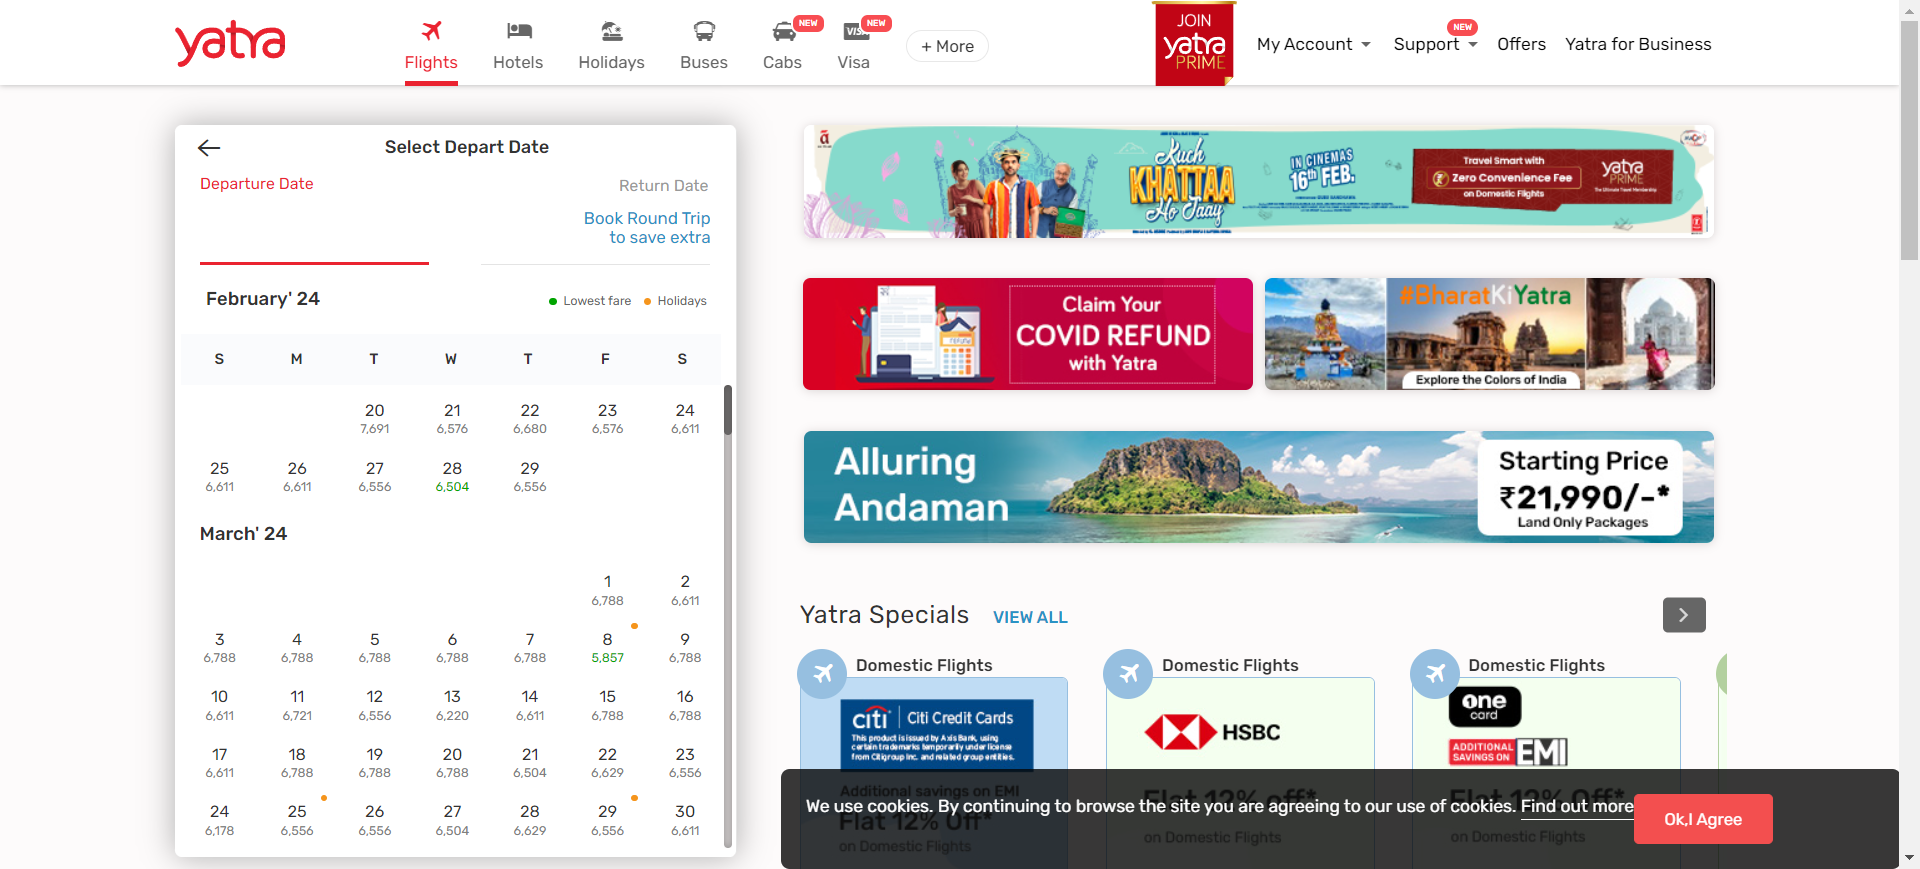 yatra
Flights
Hotels
Holidays
Buses
NEW
Cabs
VISA
NEW
Visa
+ More
JOIN
yatra
PRIME
My Account
NEW
Support
Offers
Yatra for Business
Select Depart Date
Departure Date
Return Date
Book Round Trip
to save extra
February' 24
Lowest fare
Holidays
S M T W T F S
20 21 22 23 24
7,691 6,576 6,680 6,576 6,611
25 26 27 28 29
6,611 6,611 6,556 6,504 6,556
March' 24
1 2
6,788 6,611
3 4 5 6 7 8 9
6,788 6,788 6,788 6,788 6,788 5,857 6,788
10 11 12 13 14 15 16
6,611 6,721 6,556 6,220 6,611 6,788 6,788
17 18 19 20 21 22 23
6,611 6,788 6,788 6,788 6,504 6,629 6,556
24 25 26 27 28 29 30
6,178 6,556 6,556 6,504 6,629 6,556 6,611
Kuch
KHATTAA
Ho Jaay
IN CINEMAS
16th FEB.
Travel Smart with
Zero Convenience Fee
on Domestic Flights
yatra
PRIME
The Ultimate Travel Membership
Claim Your
COVID REFUND
with Yatra
REFUND
#BharatKiYatra
Explore the Colors of India
Alluring
Andaman
Starting Price
₹21,990/-*
Land Only Packages
Yatra Specials
VIEW ALL
Domestic Flights
citi
Citi Credit Cards
This product is issued by Axis Bank, using
certain trademarks temporarily under license
from Citigroup Inc. and related group entities.
Additional savings on EMI
Flat 12% Off*
on Domestic Flights
Domestic Flights
HSBC
Flat 12% off*
on Domestic Flights
Domestic Flights
one
card
ADDITIONAL
SAVINGS ON
EMI
Flat 12% Off*
on Domestic Flights
We use cookies. By continuing to browse the site you are agreeing to our use of cookies. Find out more
Ok,I Agree